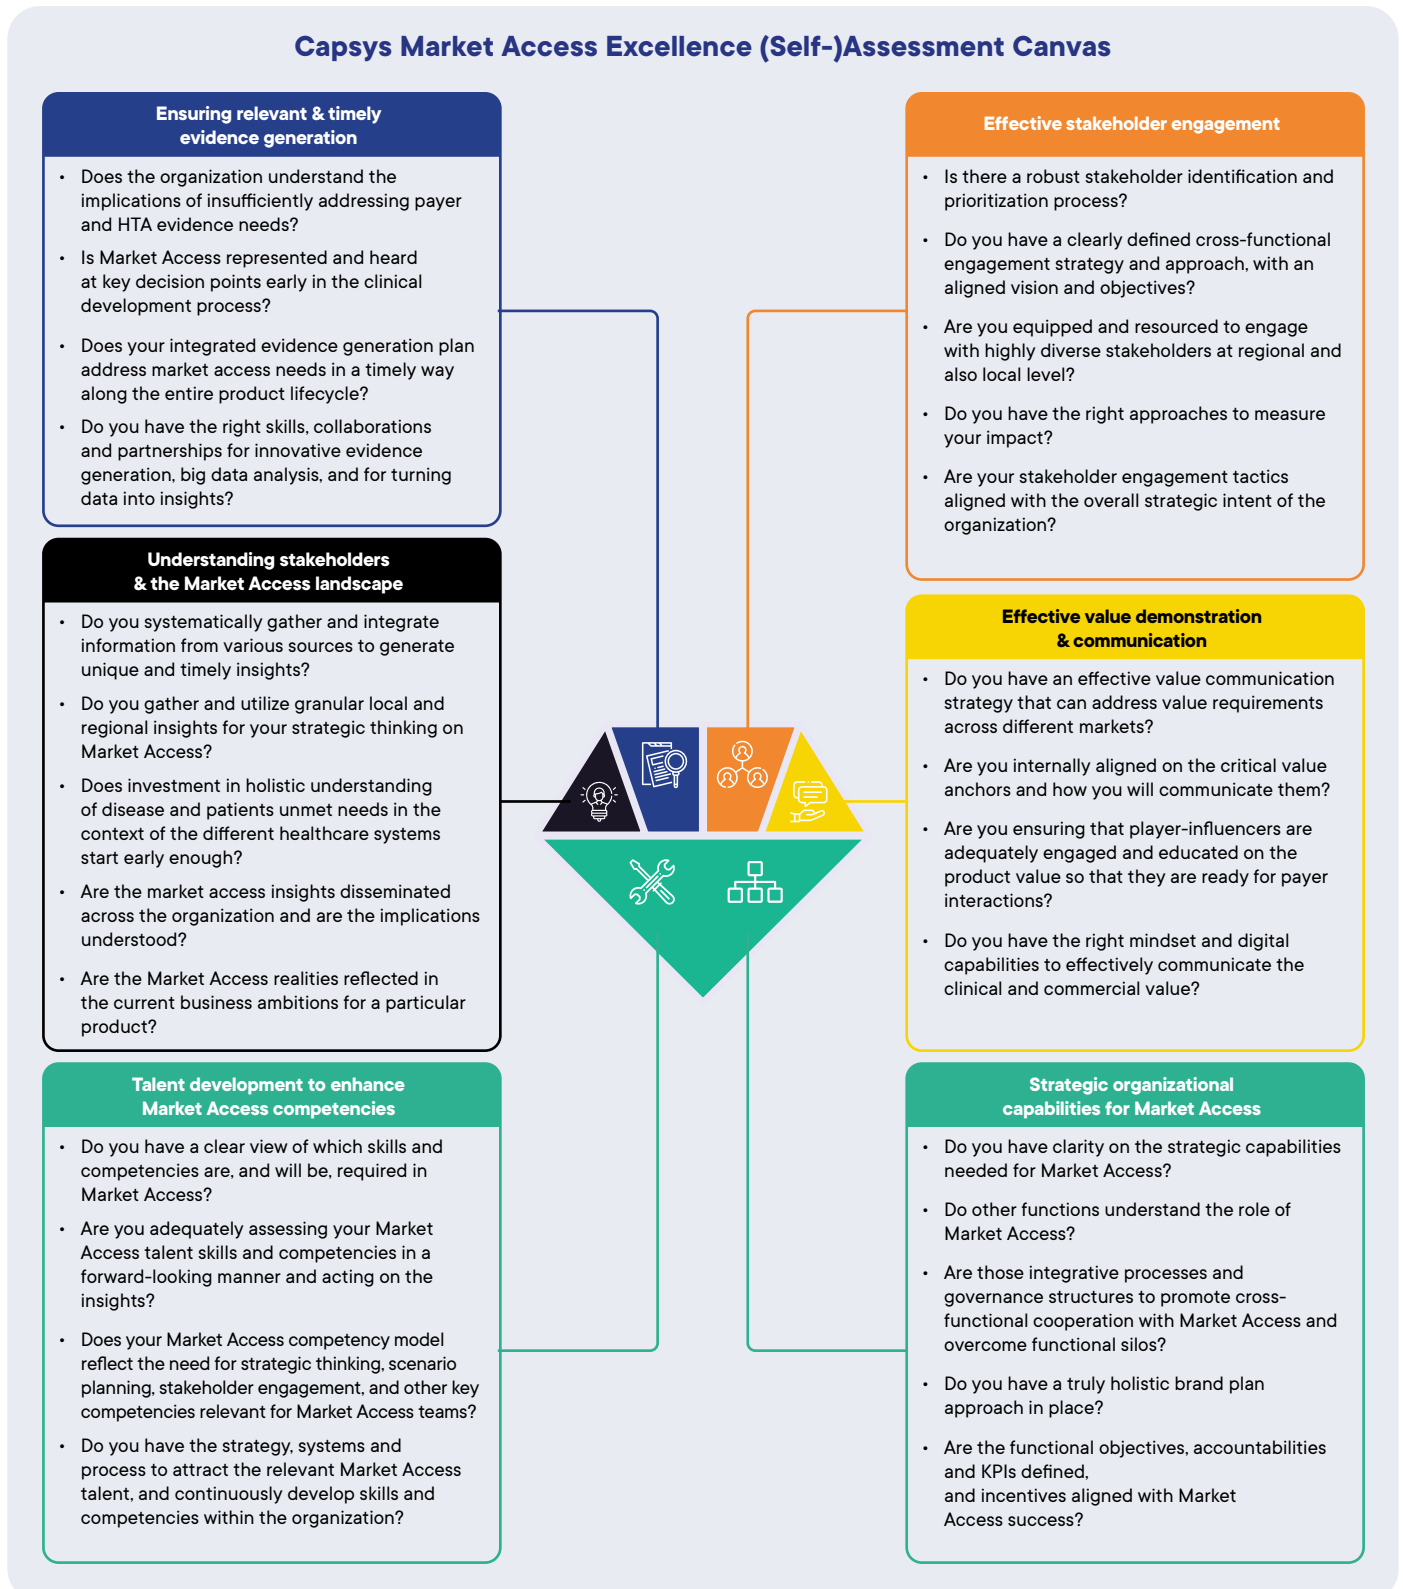 Capsys Market Access Excellence (Self-)Assessment Canvas
Ensuring relevant & timely
evidence generation
• Does the organization understand the
implications of insufficiently addressing payer
and HTA evidence needs?
• Is Market Access represented and heard
at key decision points early in the clinical
development process?
• Does your integrated evidence generation plan
address market access needs in a timely way
along the entire product lifecycle?
• Do you have the right skills, collaborations
and partnerships for innovative evidence
generation, big data analysis, and for turning
data into insights?
Understanding stakeholders
& the Market Access landscape
• Do you systematically gather and integrate
information from various sources to generate
unique and timely insights?
• Do you gather and utilize granular local and
regional insights for your strategic thinking on
Market Access?
• Does investment in holistic understanding
of disease and patients unmet needs in the
context of the different healthcare systems
start early enough?
• Are the market access insights disseminated
across the organization and are the implications
understood?
• Are the Market Access realities reflected in
the current business ambitions for a particular
product?
Talent development to enhance
Market Access competencies
• Do you have a clear view of which skills and
competencies are, and will be, required in
Market Access?
• Are you adequately assessing your Market
Access talent skills and competencies in a
forward-looking manner and acting on the
insights?
• Does your Market Access competency model
reflect the need for strategic thinking, scenario
planning, stakeholder engagement, and other key
competencies relevant for Market Access teams?
• Do you have the strategy, systems and
process to attract the relevant Market Access
talent, and continuously develop skills and
competencies within the organization?
Effective stakeholder engagement
• Is there a robust stakeholder identification and
prioritization process?
• Do you have a clearly defined cross-functional
engagement strategy and approach, with an
aligned vision and objectives?
• Are you equipped and resourced to engage
with highly diverse stakeholders at regional and
also local level?
• Do you have the right approaches to measure
your impact?
• Are your stakeholder engagement tactics
aligned with the overall strategic intent of the
organization?
Effective value demonstration
& communication
• Do you have an effective value communication
strategy that can address value requirements
across different markets?
• Are you internally aligned on the critical value
anchors and how you will communicate them?
• Are you ensuring that player-influencers are
adequately engaged and educated on the
product value so that they are ready for payer
interactions?
• Do you have the right mindset and digital
capabilities to effectively communicate the
clinical and commercial value?
Strategic organizational
capabilities for Market Access
• Do you have clarity on the strategic capabilities
needed for Market Access?
• Do other functions understand the role of
Market Access?
• Are those integrative processes and
governance structures to promote cross-
functional cooperation with Market Access and
overcome functional silos?
• Do you have a truly holistic brand plan
approach in place?
• Are the functional objectives, accountabilities
and KPIs defined,
and incentives aligned with Market
Access success?